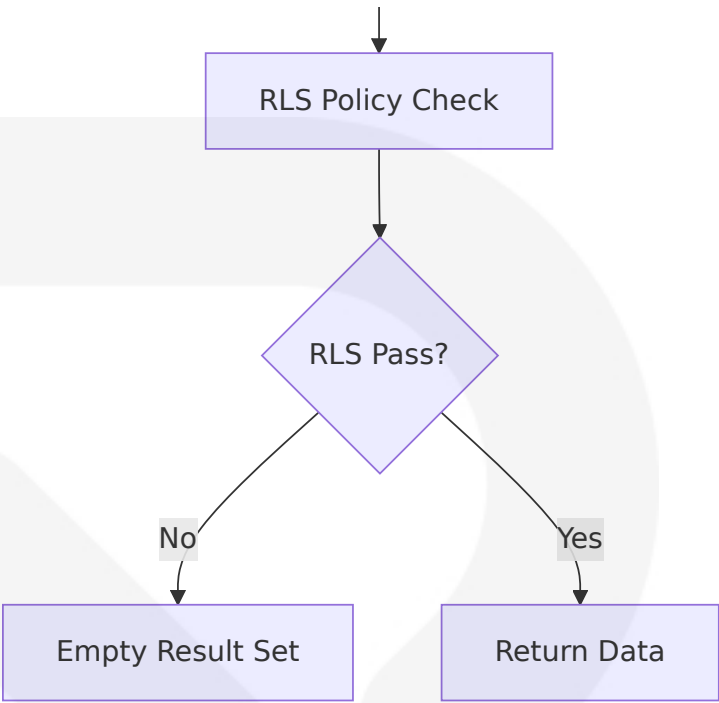 RLS Policy Check
RLS Pass?
No
Yes
Empty Result Set
Return Data